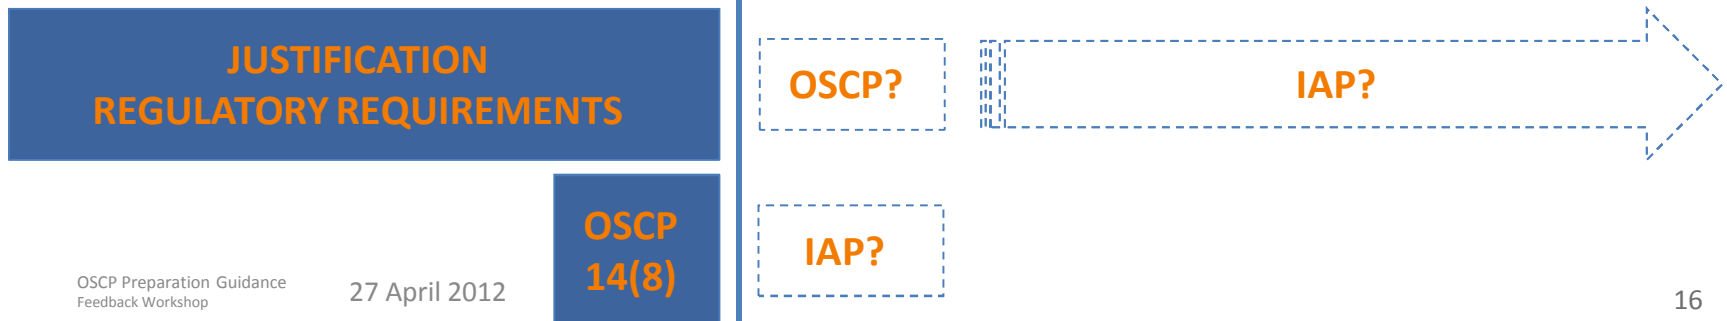 JUSTIFICATION
REGULATORY REQUIREMENTS
OSCP?
IAP?
OSCP
14(8)
IAP?
OSCP Preparation Guidance
Feedback Workshop
27 April 2012
16